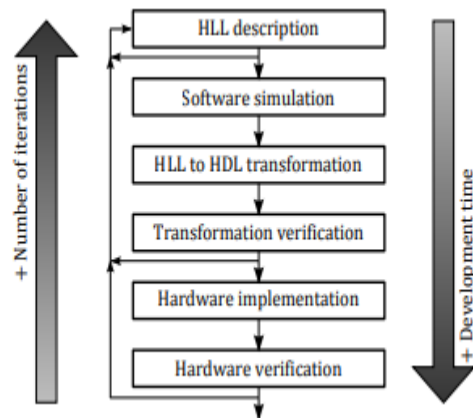 HLL description
Software simulation
HLL to HDL transformation
Transformation verification
Hardware implementation
Hardware verification
+ Number of iterations
+ Development time